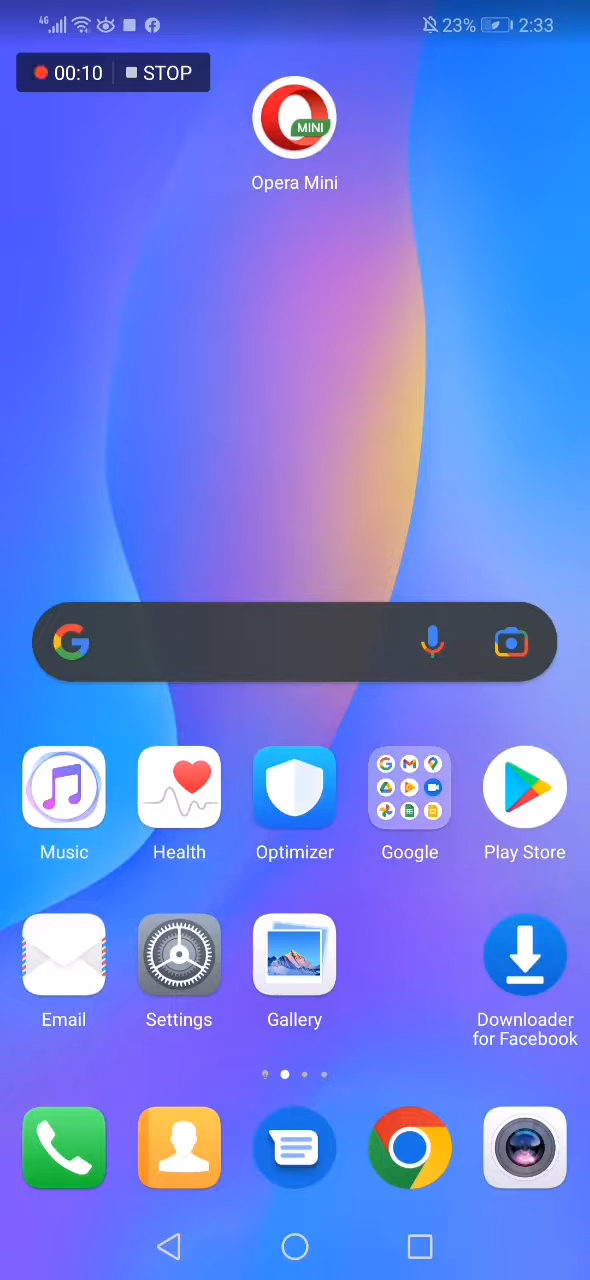 4G 23% 2:33
00:10 STOP
MINI
Opera Mini
Music Health Optimizer Google Play Store
Email Settings Gallery Downloader
for Facebook